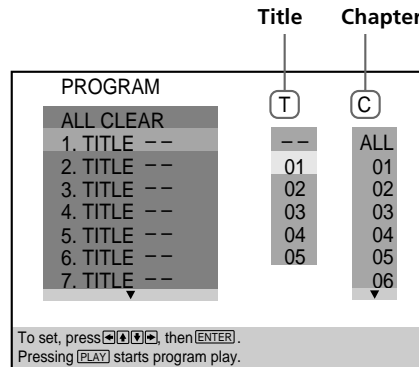 Title Chapter
PROGRAM
T C
ALL CLEAR
1. TITLE – –
2. TITLE – –
3. TITLE – –
4. TITLE – –
5. TITLE – –
6. TITLE – –
7. TITLE – –
– –
01
02
03
04
05
ALL
01
02
03
04
05
06
To set, press, then ENTER.
Pressing PLAY starts program play.